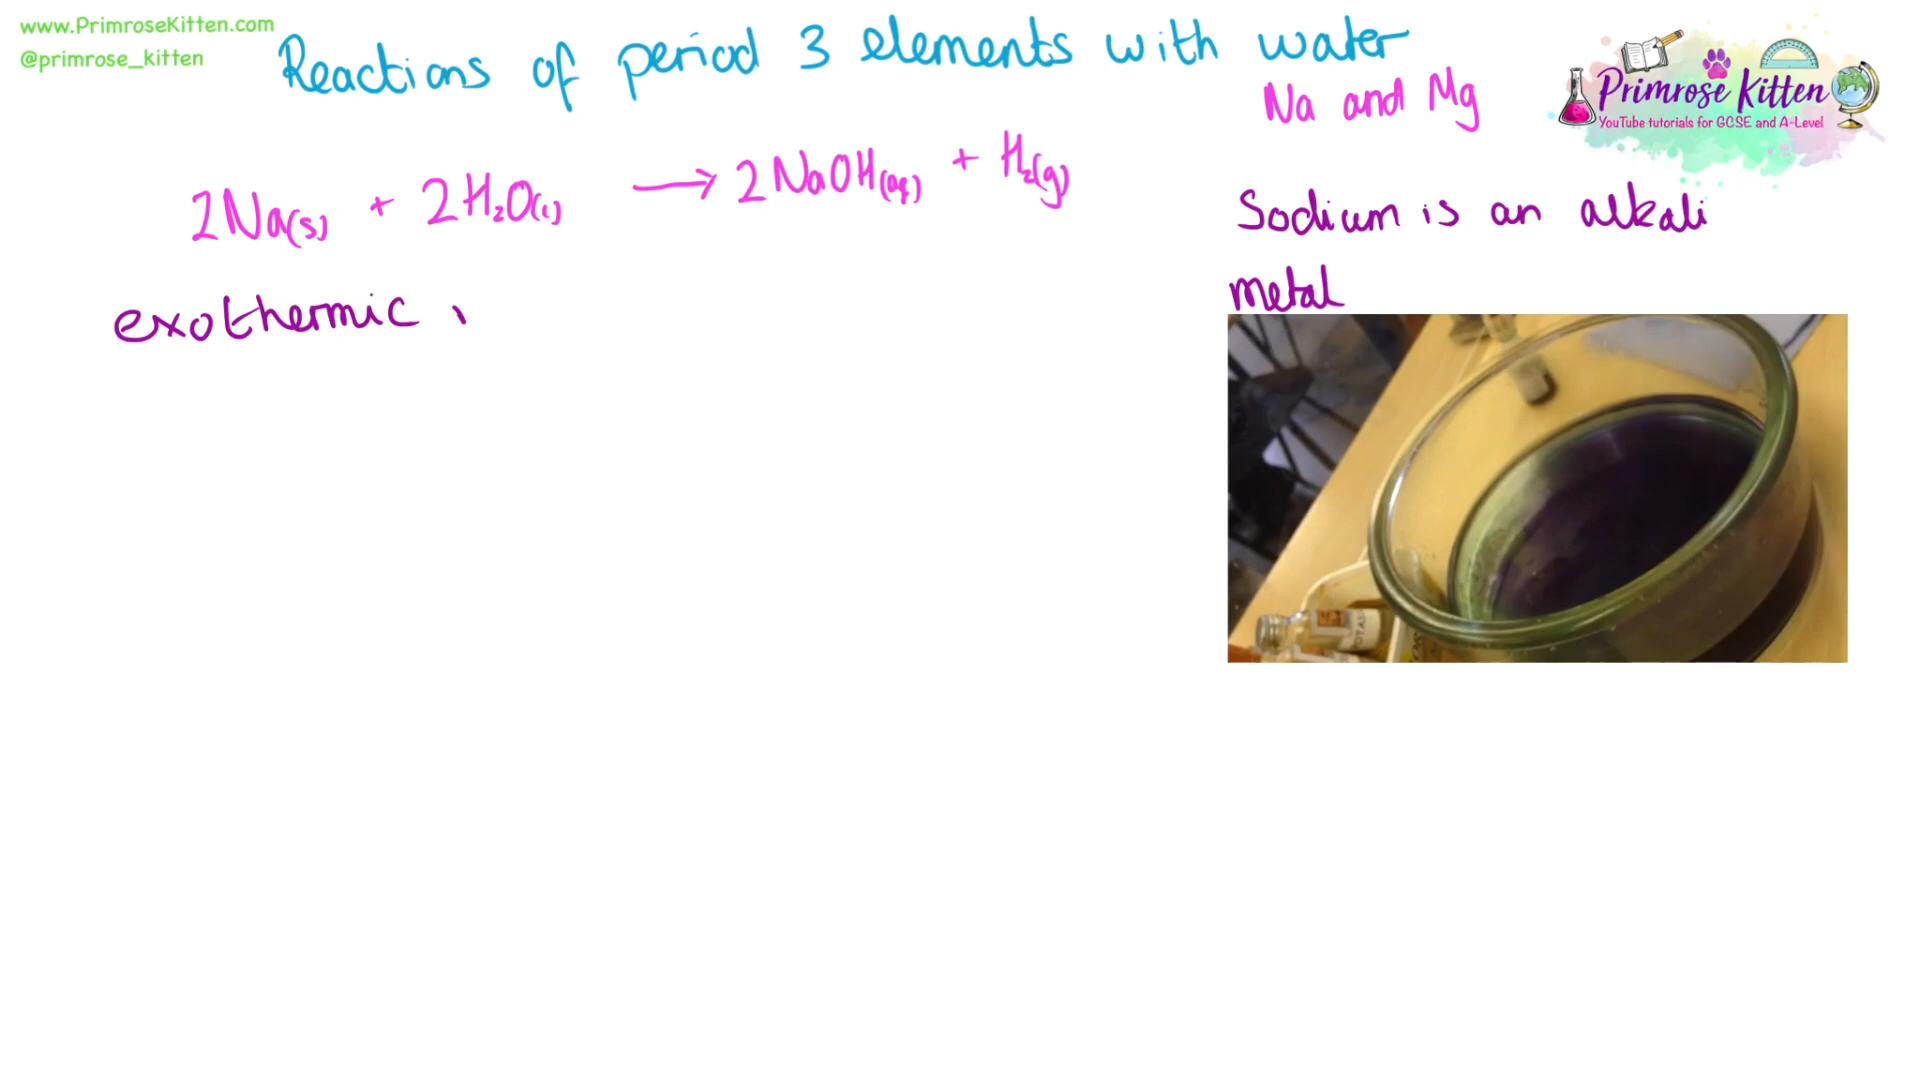 www.PrimroseKitten.com
@primrose_kitten
Reactions of period 3 elements with water
Na and Mg
Primrose Kitten
YouTube tutorials for GCSE and A-Level
2Na(s) + 2H₂O(l) → 2NaOH(aq) + H₂(g)
Sodium is an alkali
metal
exothermic,